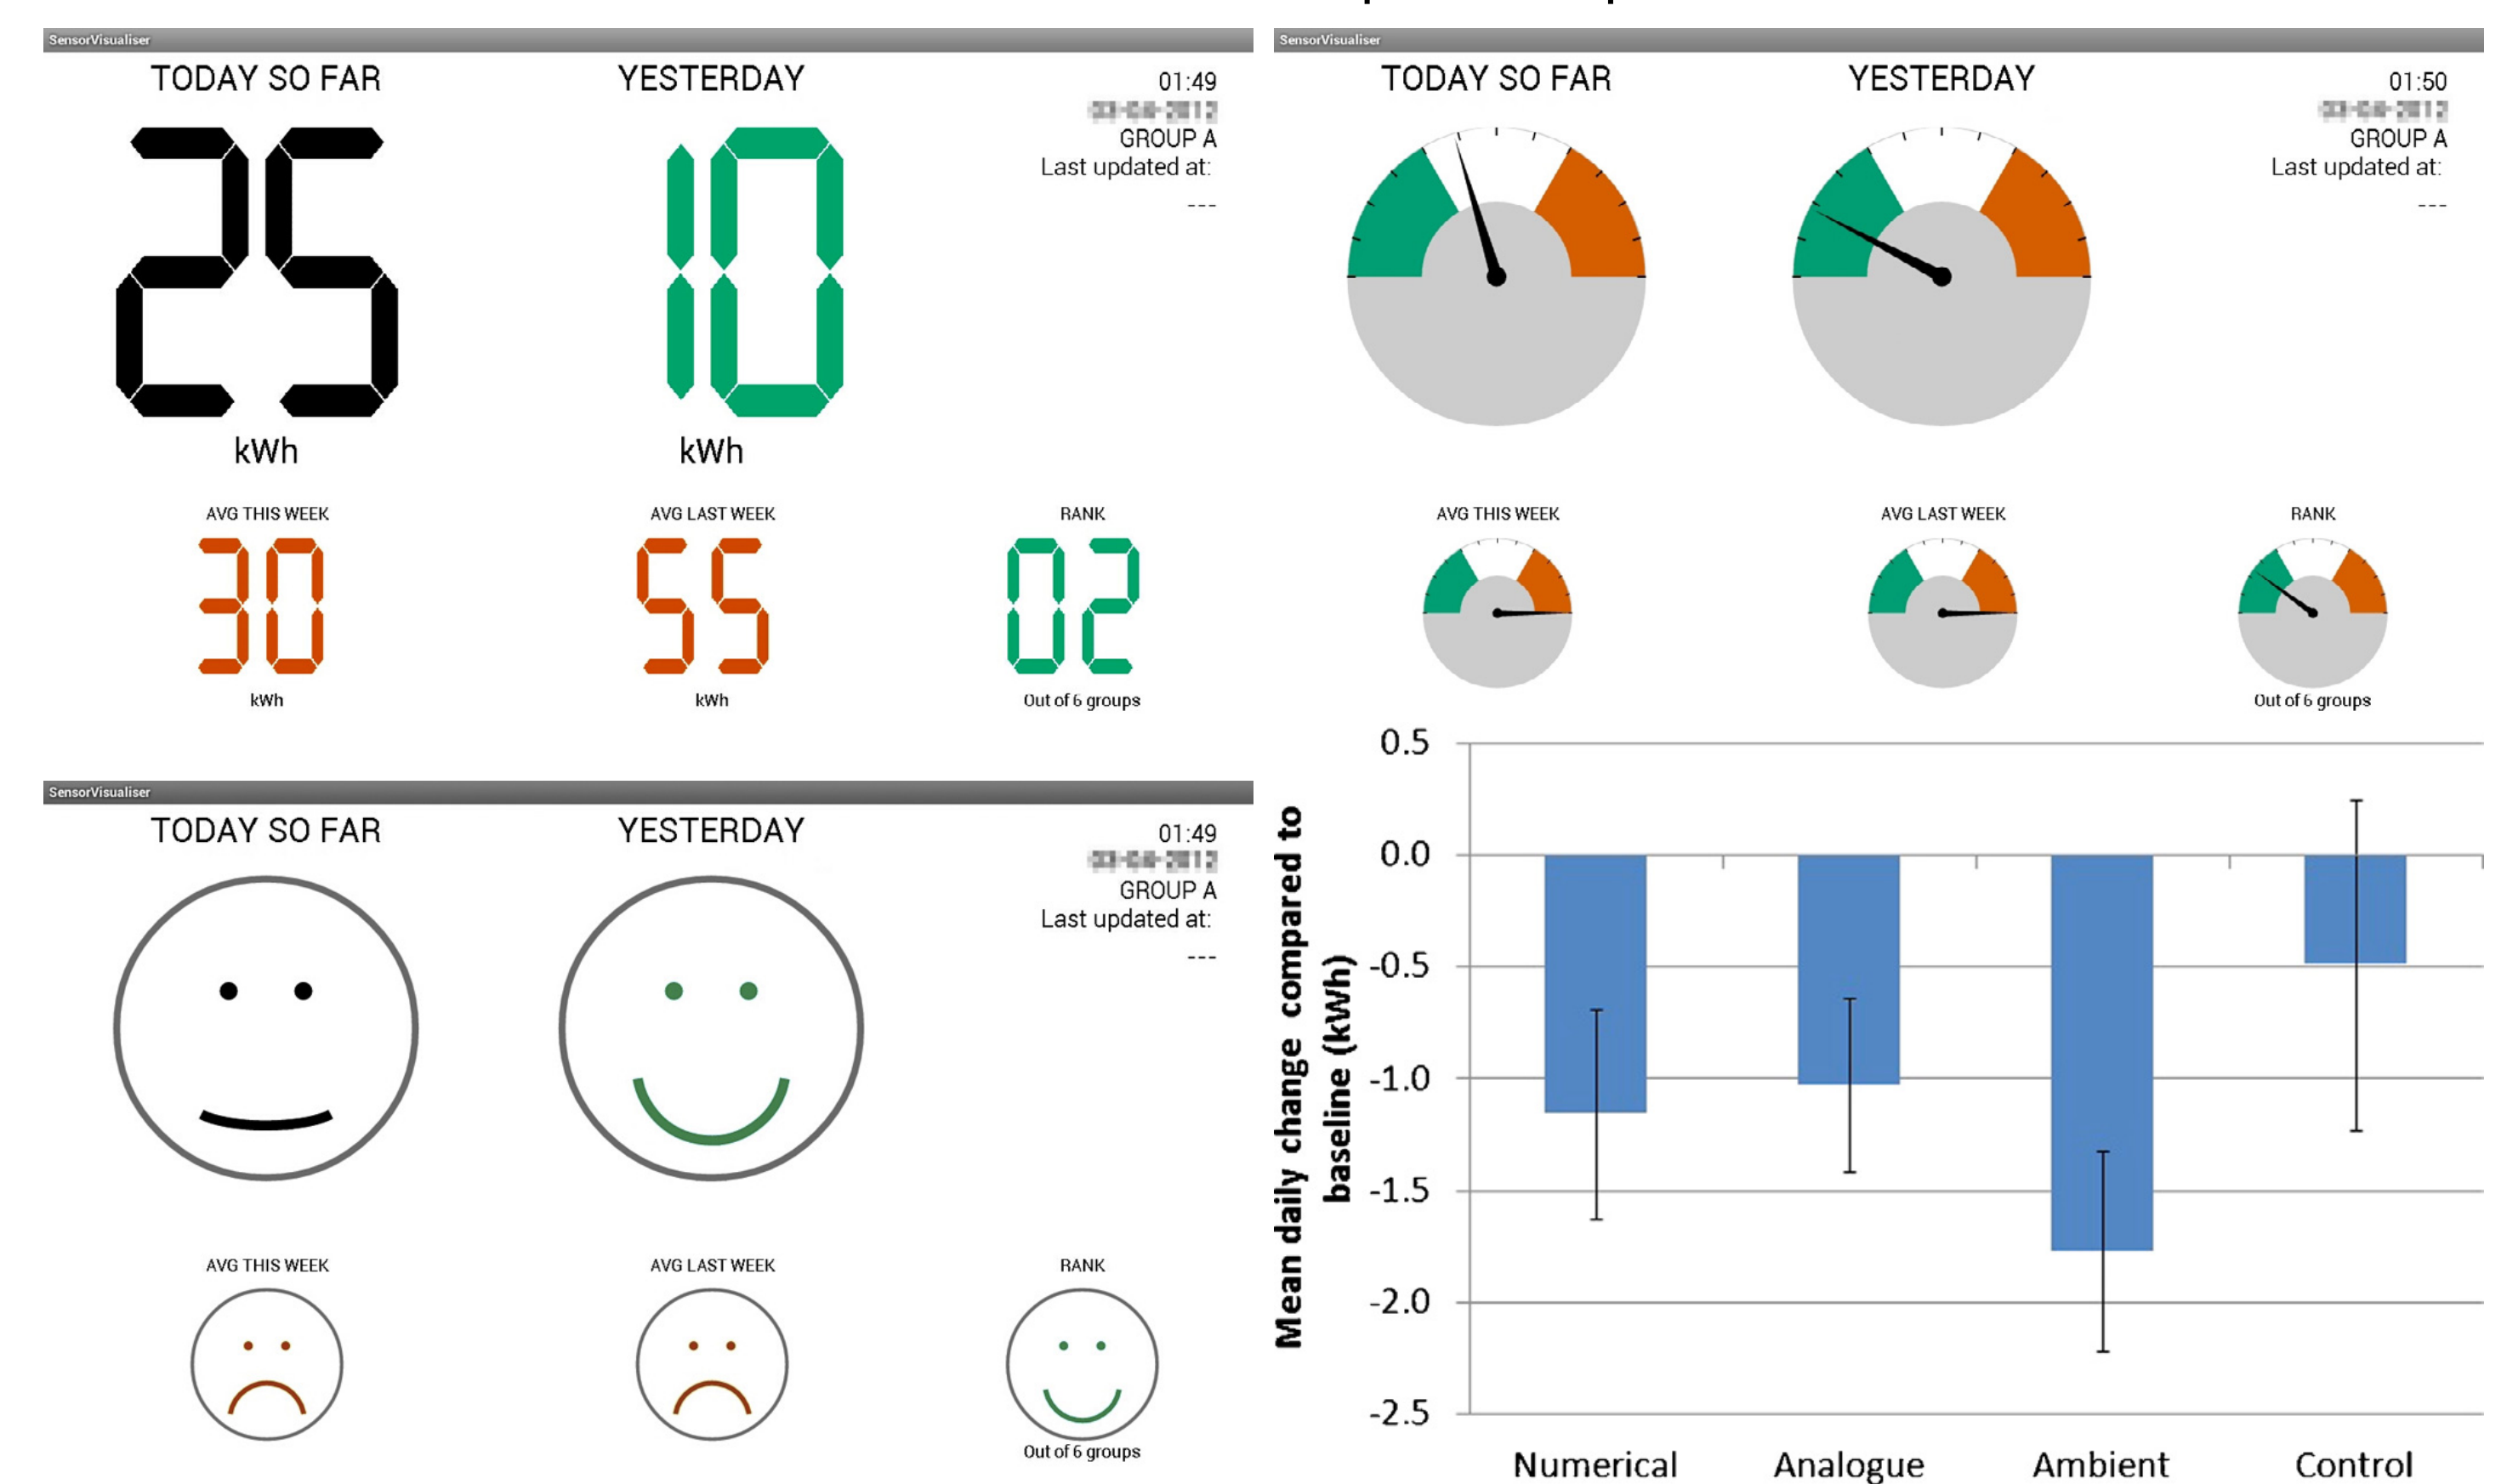 SensorVisualiser
TODAY SO FAR
YESTERDAY
01:49
GROUP A
Last updated at:
---
25
10
kWh
kWh
AVG THIS WEEK
AVG LAST WEEK
RANK
30
55
02
kWh
kWh
Out of 6 groups
SensorVisualiser
TODAY SO FAR
YESTERDAY
01:50
GROUP A
Last updated at:
---
AVG THIS WEEK
AVG LAST WEEK
RANK
Out of 6 groups
SensorVisualiser
TODAY SO FAR
YESTERDAY
01:49
GROUP A
Last updated at:
---
AVG THIS WEEK
AVG LAST WEEK
RANK
Out of 6 groups
Mean daily change compared to
baseline (kWh)
0.5
0.0
-0.5
-1.0
-1.5
-2.0
-2.5
Numerical
Analogue
Ambient
Control